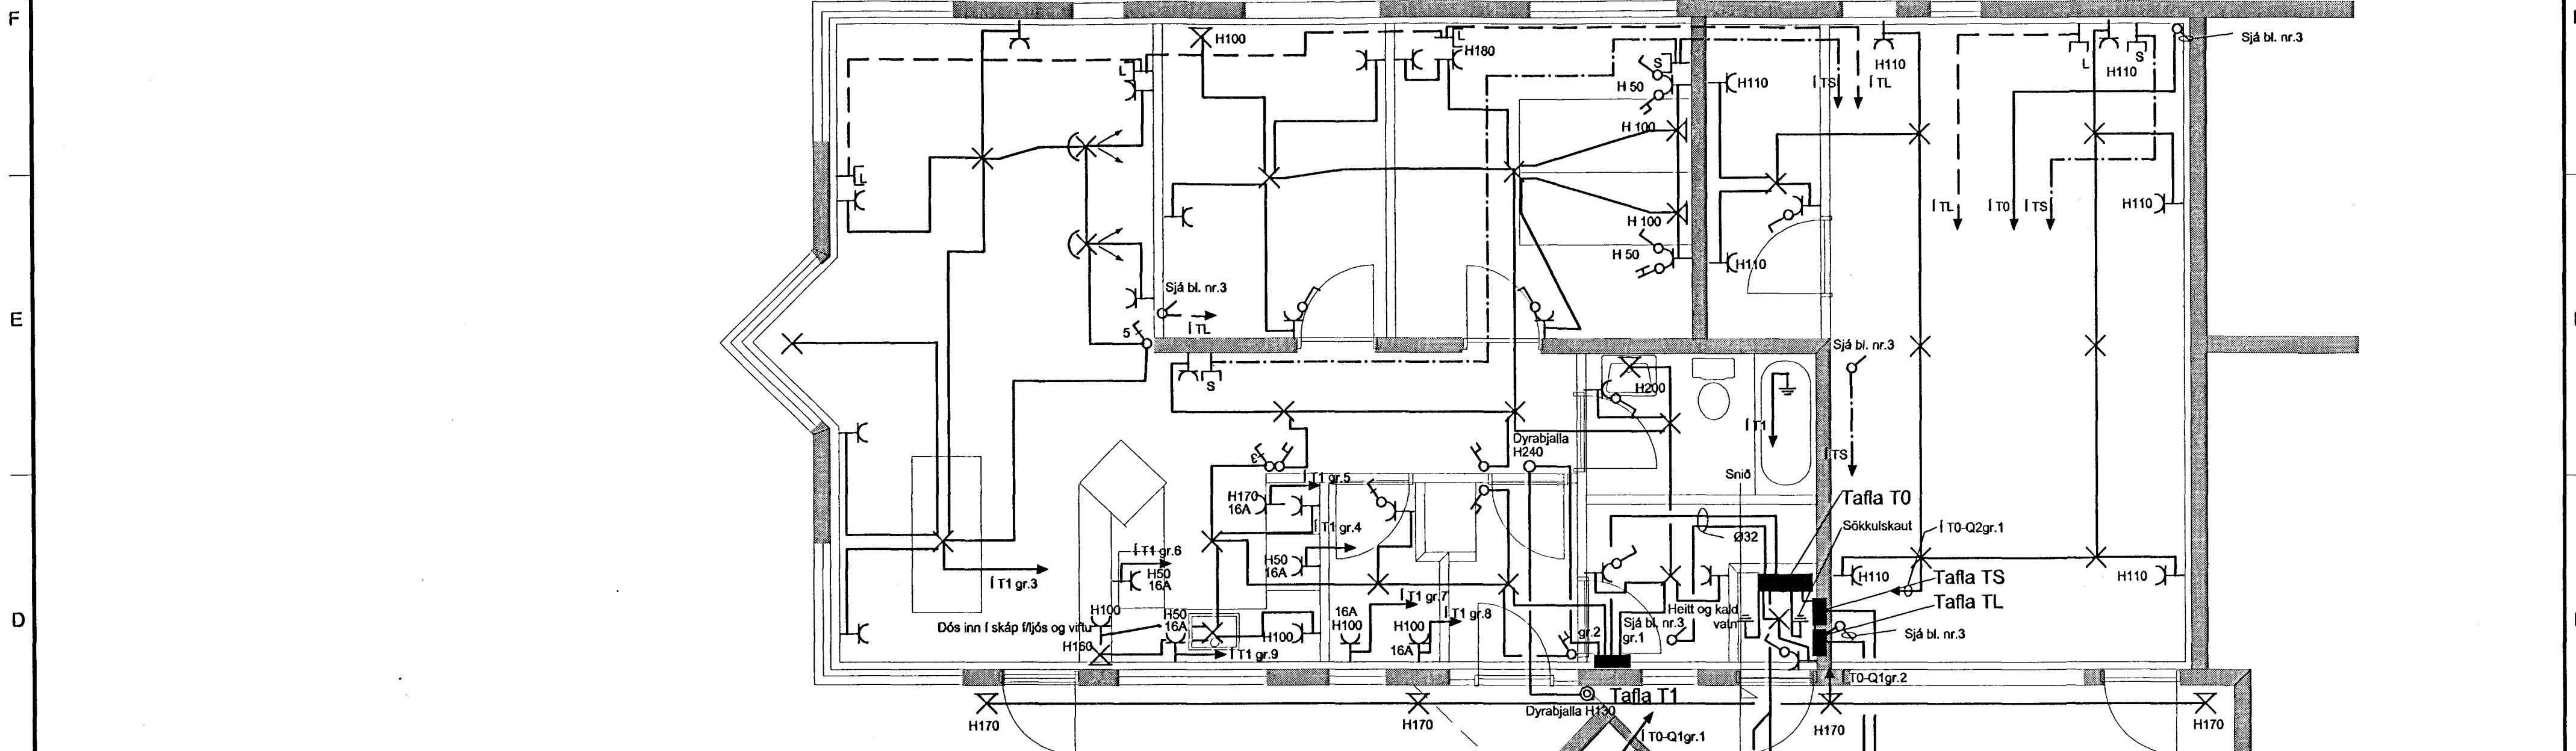 F
H100
L
H180
Sjá bl. nr.3
L
S
H 50
H110
Í TS
Í TL
H110
L
H110
S
H 100
L
H 100
H 50
H110
Í TL
Í T0
Í TS
H110
E
Sjá bl. nr.3
Í TL
5
S
Sjá bl. nr.3
H200
Í T1
Í TS
Dyrabjalla
H240
3
Snið
Í T1 gr.5
H170
16A
Tafla T0
Sökkulskaut
Í T0-Q2gr.1
Í T1 gr.4
Ø32
Í T1 gr.6
H50
16A
H50
16A
Í T1 gr.3
H110
Tafla TS
H110
Tafla TL
D
H100
Dós inn í skáp f/ljós og viftu
H160
H50
16A
H100
Í T1 gr.9
Í T1 gr.7
16A
H100
Í T1 gr.8
H100
16A
gr.2
Sjá bl. nr.3
gr.1
Heitt og kald
vatn
Sjá bl. nr.3
T0-Q1gr.2
H170
H170
Tafla T1
Dyrabjalla H130
Í T0-Q1gr.1
H170
H170